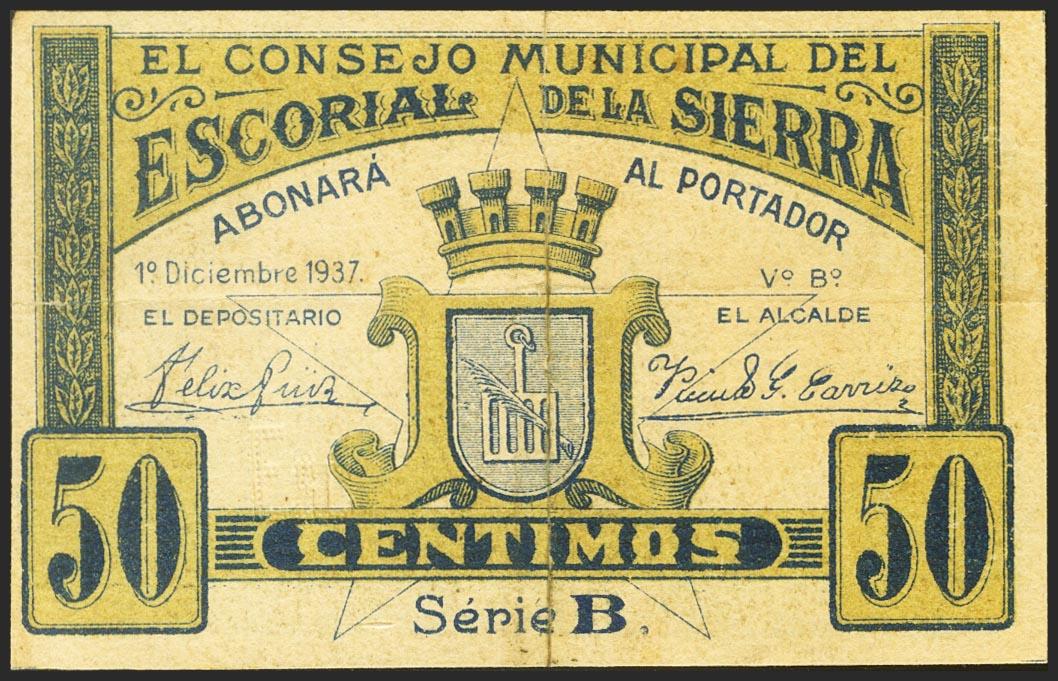 EL CONSEJO MUNICIPAL DEL
ESCORIAL DE LA SIERRA
ABONARÁ AL PORTADOR
1º Diciembre 1937.
Vº Bº
EL DEPOSITARIO
EL ALCALDE
Felix
50 CENTIMOS 50
Série B.